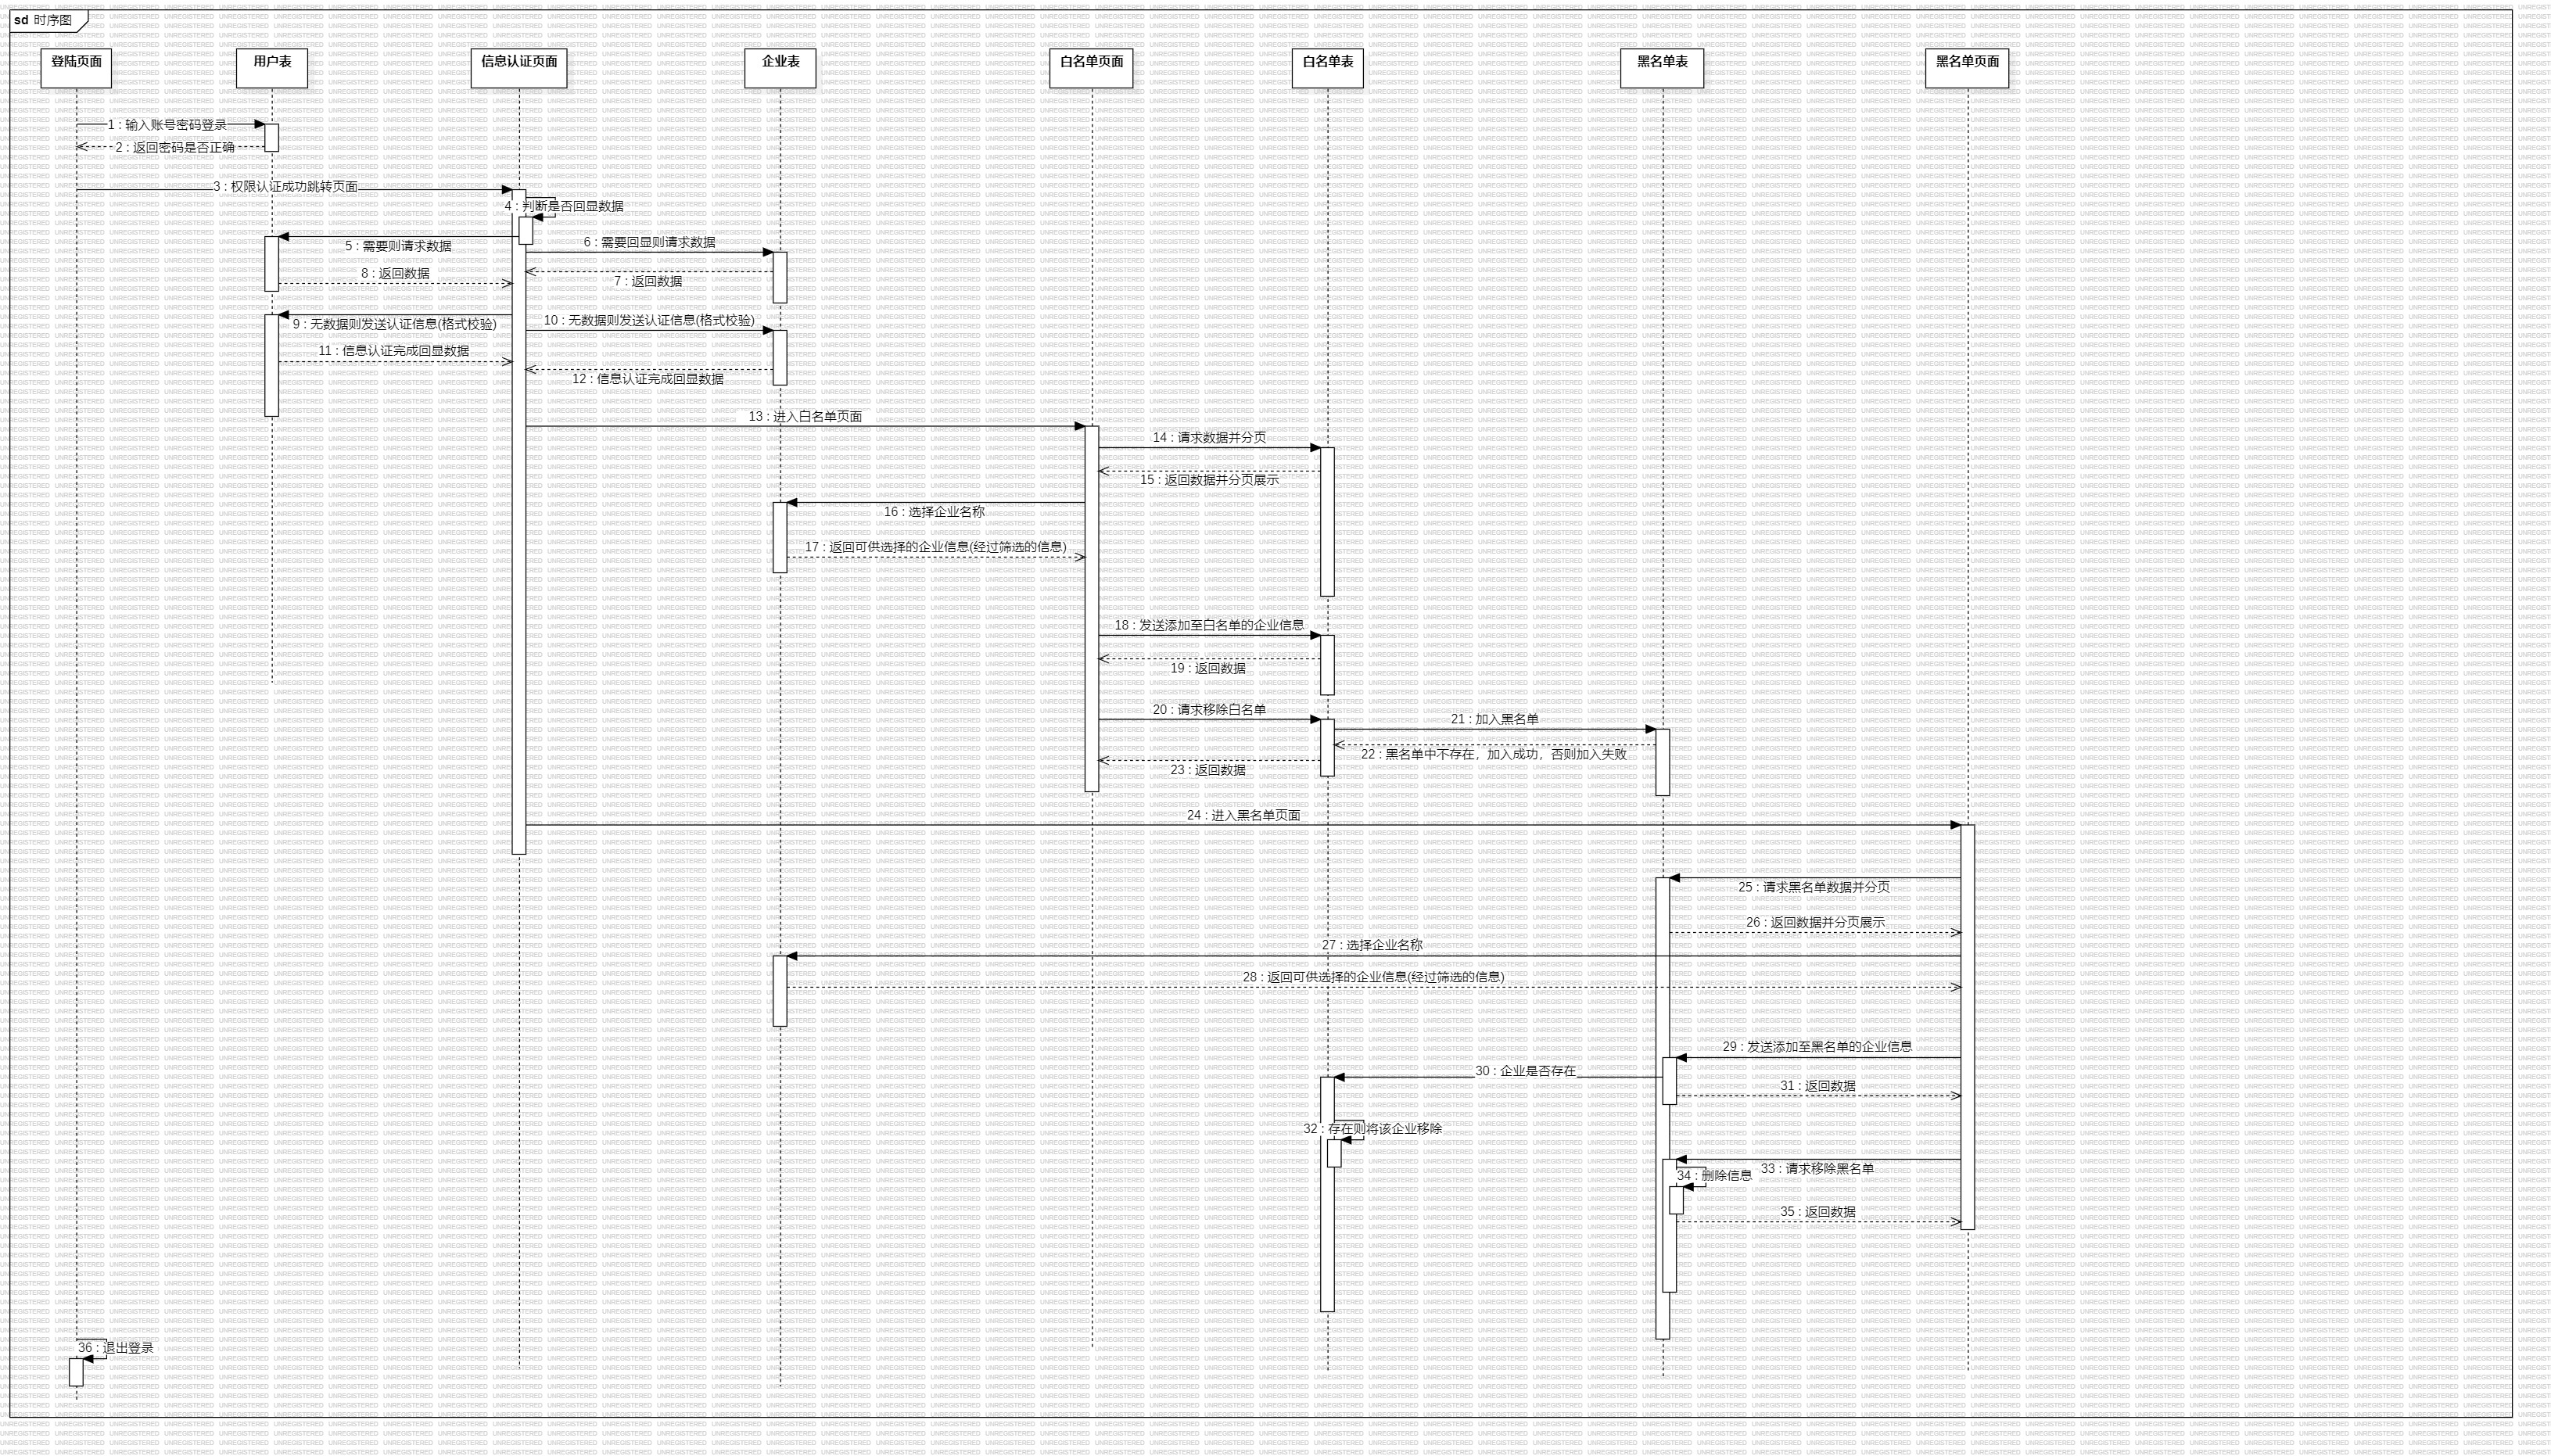 sd 时序图
登陆页面
用户表
信息认证页面
企业表
白名单页面
白名单表
黑名单表
黑名单页面
1 : 输入账号密码登录
2 : 返回密码是否正确
3 : 权限认证成功跳转页面
4 : 判断是否回显数据
5 : 需要则请求数据
6 : 需要回显则请求数据
7 : 返回数据
8 : 返回数据
9 : 无数据则发送认证信息(格式校验)
10 : 无数据则发送认证信息(格式校验)
11 : 信息认证完成回显数据
12 : 信息认证完成回显数据
13 : 进入白名单页面
14 : 请求数据并分页
15 : 返回数据并分页展示
16 : 选择企业名称
17 : 返回可供选择的企业信息(经过筛选的信息)
18 : 发送添加至白名单的企业信息
19 : 返回数据
20 : 请求移除白名单
21 : 加入黑名单
22 : 黑名单中不存在，加入成功，否则加入失败
23 : 返回数据
24 : 进入黑名单页面
25 : 请求黑名单数据并分页
26 : 返回数据并分页展示
27 : 选择企业名称
28 : 返回可供选择的企业信息(经过筛选的信息)
29 : 发送添加至黑名单的企业信息
30 : 企业是否存在
31 : 返回数据
32 : 存在则将该企业移除
33 : 请求移除黑名单
34 : 删除信息
35 : 返回数据
36 : 退出登录
UNREGISTERED